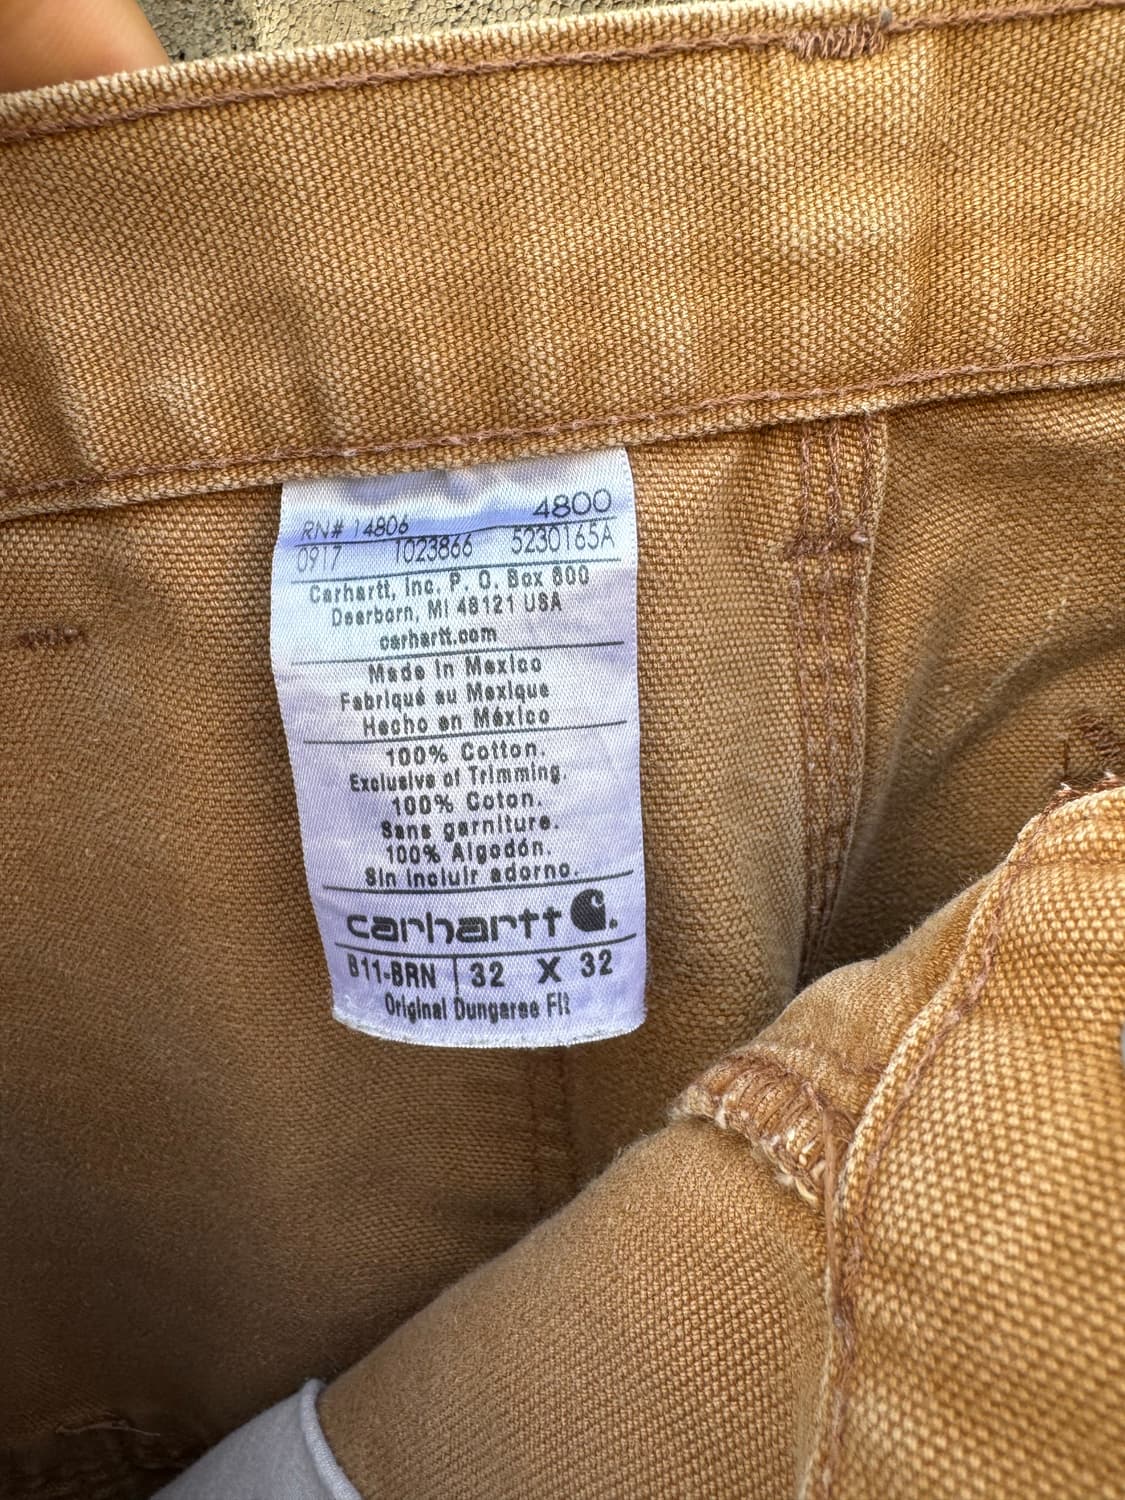 4800
RN# 14806
0917 1023866 5230165A
Carhartt, Inc. P. O. Box 600
Dearborn, MI 48121 USA
carhartt.com
Made In Mexico
Fabriqué au Mexique
Hecho en México
100% Cotton.
Exclusive of Trimming.
100% Coton.
Sans garniture.
100% Algodón.
Sin incluir adorno.
carhartt
B11-BRN | 32 X 32
Original Dungaree Fit